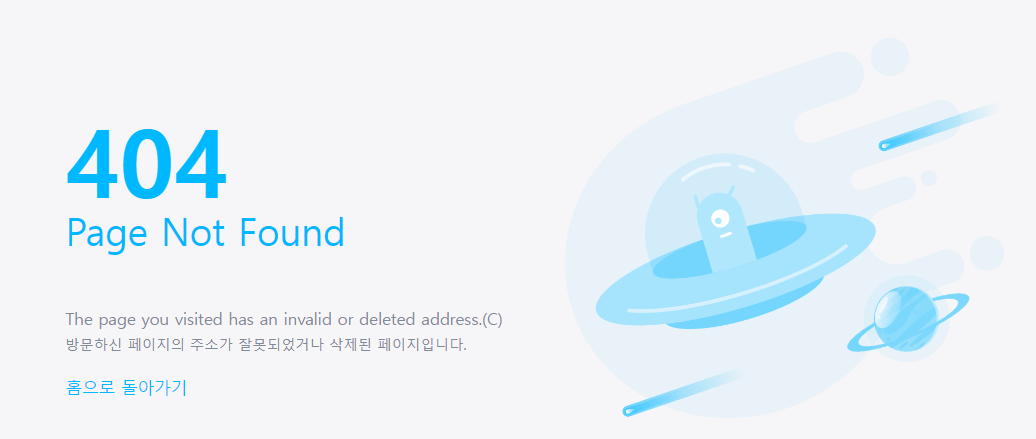 404
Page Not Found
The page you visited has an invalid or deleted address.(C)
방문하신 페이지의 주소가 잘못되었거나 삭제된 페이지입니다.
홈으로 돌아가기